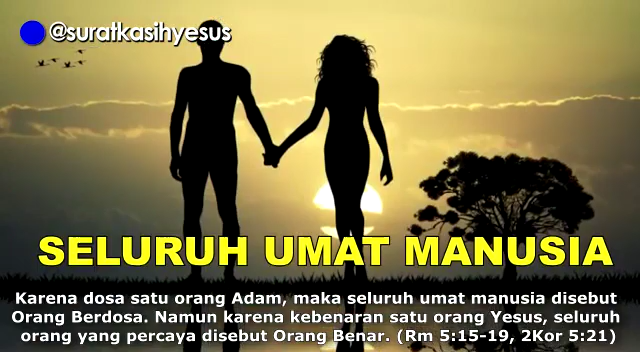 @suratkasihyesus
SELURUH UMAT MANUSIA
Karena dosa satu orang Adam, maka seluruh umat manusia disebut
Orang Berdosa. Namun karena kebenaran satu orang Yesus, seluruh
orang yang percaya disebut Orang Benar. (Rm 5:15-19, 2Kor 5:21)